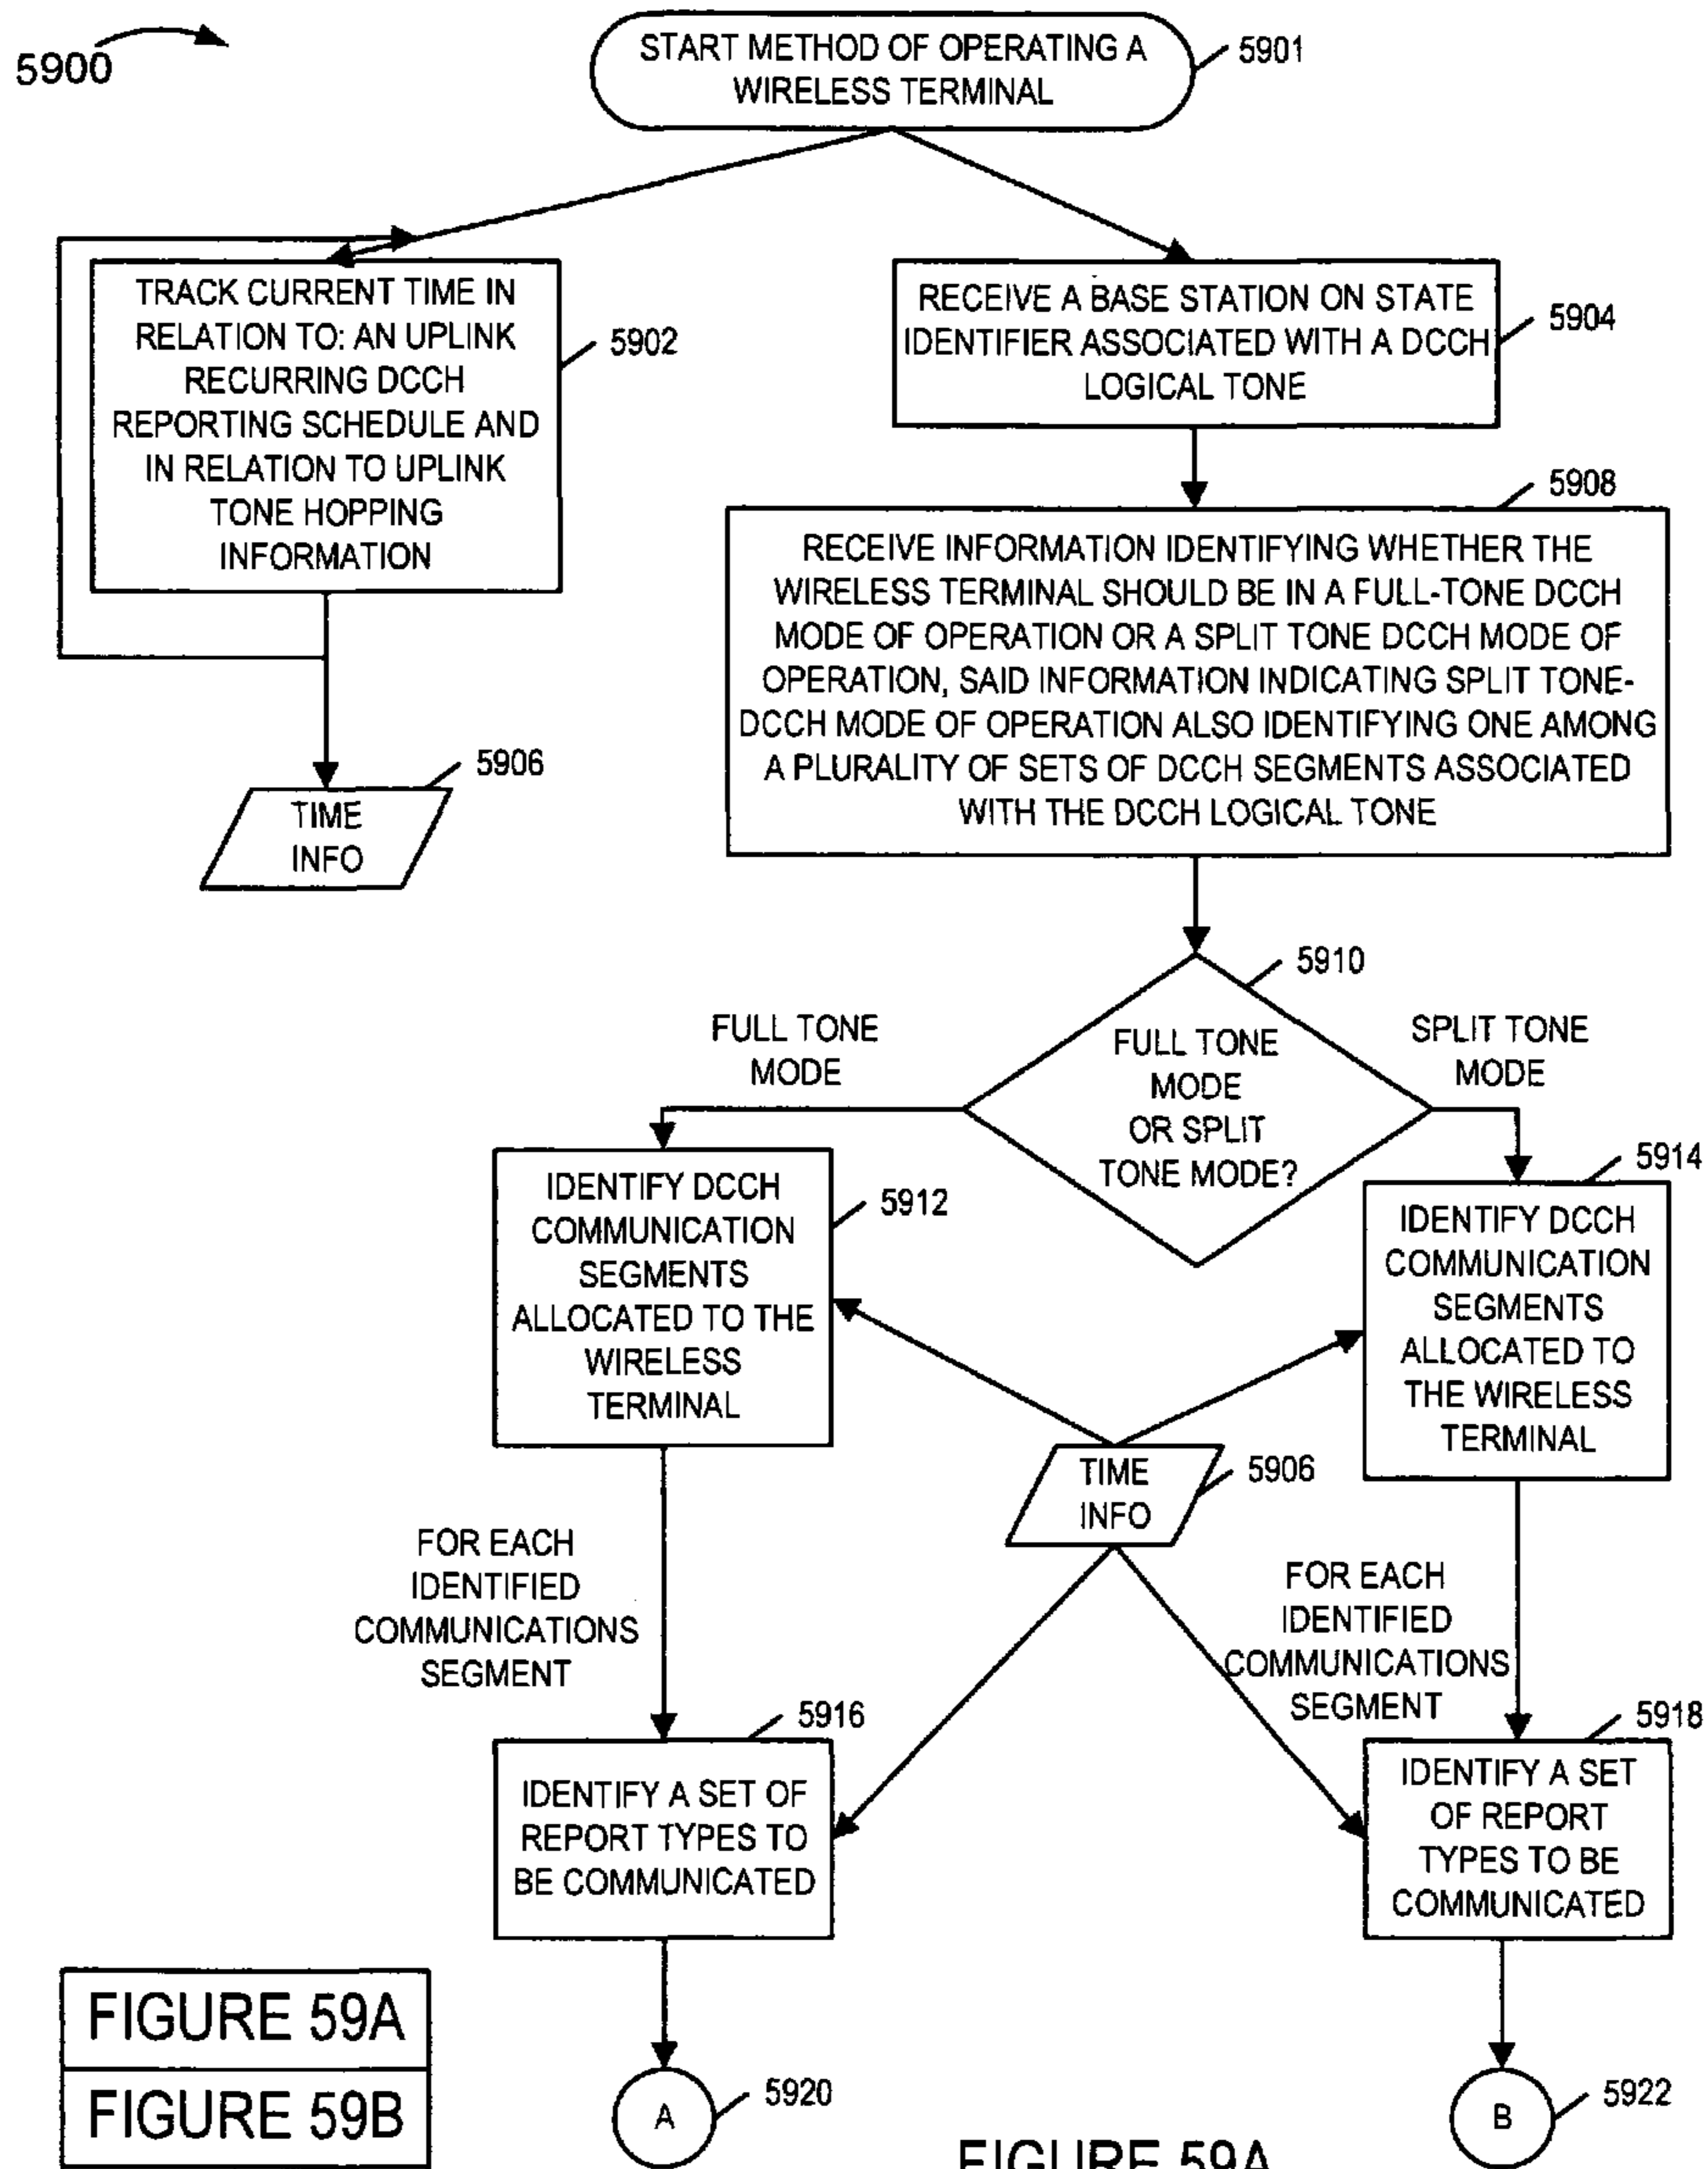 5900
START METHOD OF OPERATING A
WIRELESS TERMINAL
5901
TRACK CURRENT TIME IN
RELATION TO: AN UPLINK
RECURRING DCCH
REPORTING SCHEDULE AND
IN RELATION TO UPLINK
TONE HOPPING
INFORMATION
5902
RECEIVE A BASE STATION ON STATE
IDENTIFIER ASSOCIATED WITH A DCCH
LOGICAL TONE
5904
TIME
INFO
5906
RECEIVE INFORMATION IDENTIFYING WHETHER THE
WIRELESS TERMINAL SHOULD BE IN A FULL-TONE DCCH
MODE OF OPERATION OR A SPLIT TONE DCCH MODE OF
OPERATION, SAID INFORMATION INDICATING SPLIT TONE-
DCCH MODE OF OPERATION ALSO IDENTIFYING ONE AMONG
A PLURALITY OF SETS OF DCCH SEGMENTS ASSOCIATED
WITH THE DCCH LOGICAL TONE
5908
FULL TONE
MODE
OR SPLIT
TONE MODE?
5910
FULL TONE
MODE
SPLIT TONE
MODE
IDENTIFY DCCH
COMMUNICATION
SEGMENTS
ALLOCATED TO THE
WIRELESS
TERMINAL
5912
IDENTIFY DCCH
COMMUNICATION
SEGMENTS
ALLOCATED TO
THE WIRELESS
TERMINAL
5914
TIME
INFO
5906
FOR EACH
IDENTIFIED
COMMUNICATIONS
SEGMENT
FOR EACH
IDENTIFIED
COMMUNICATIONS
SEGMENT
IDENTIFY A SET OF
REPORT TYPES TO
BE COMMUNICATED
5916
IDENTIFY A SET
OF REPORT
TYPES TO BE
COMMUNICATED
5918
FIGURE 59A
FIGURE 59B
A
5920
B
5922
FIGURE 59A